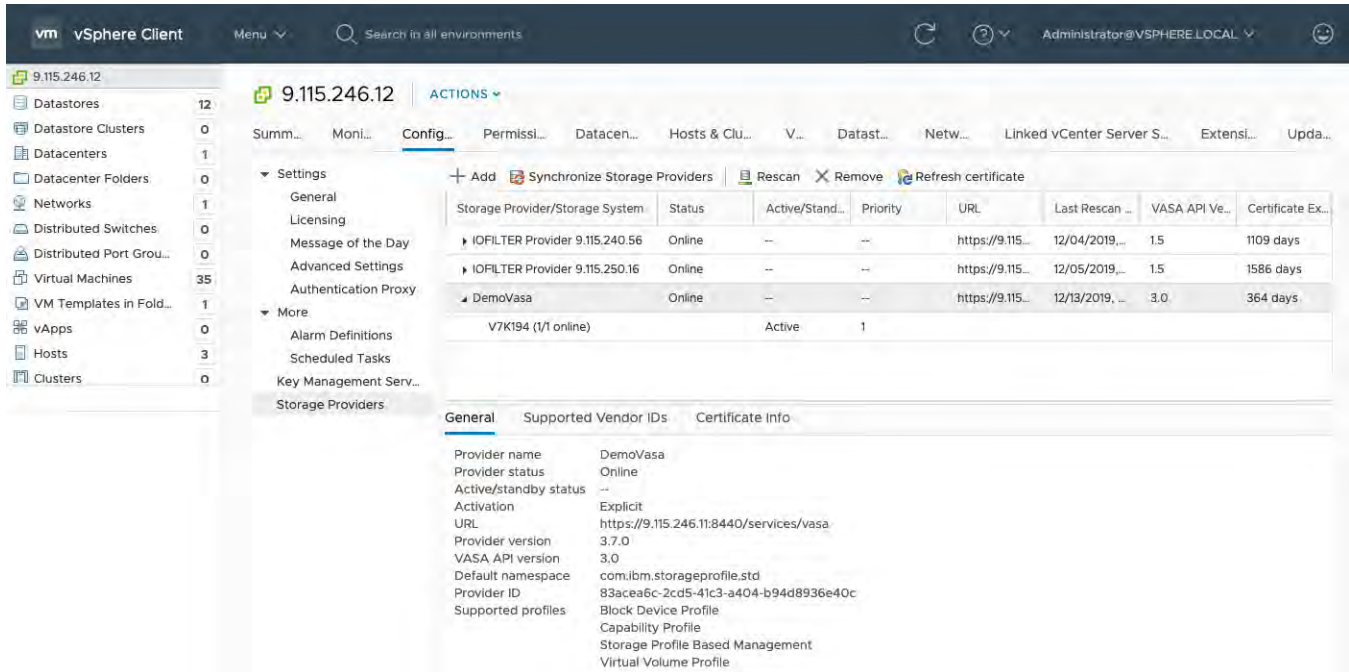 vm vSphere Client Menu Search in all environments Administrator@VSPHERE.LOCAL
9.115.246.12
Datastores 12
Datastore Clusters 0
Datacenters 1
Datacenter Folders 0
Networks 1
Distributed Switches 0
Distributed Port Grou... 0
Virtual Machines 35
VM Templates in Fold... 1
vApps 0
Hosts 3
Clusters 0
9.115.246.12 ACTIONS
Summ... Moni... Config... Permissi... Datacen... Hosts & Clu... V... Datast... Netw... Linked vCenter Server S... Extensi... Upda...
Settings
General
Licensing
Message of the Day
Advanced Settings
Authentication Proxy
More
Alarm Definitions
Scheduled Tasks
Key Management Serv...
Storage Providers
Add Synchronize Storage Providers Rescan Remove Refresh certificate
Storage Provider/Storage System Status Active/Stand... Priority URL Last Rescan ... VASA API Ve... Certificate Ex...
IOFILTER Provider 9.115.240.56 Online -- -- https://9.115... 12/04/2019,... 1.5 1109 days
IOFILTER Provider 9.115.250.16 Online -- -- https://9.115... 12/05/2019,... 1.5 1586 days
DemoVasa Online -- -- https://9.115... 12/13/2019, ... 3.0 364 days
V7K194 (1/1 online) Active 1
General Supported Vendor IDs Certificate Info
Provider name DemoVasa
Provider status Online
Active/standby status --
Activation Explicit
URL https://9.115.246.11:8440/services/vasa
Provider version 3.7.0
VASA API version 3.0
Default namespace com.ibm.storageprofile.std
Provider ID 83acea6c-2cd5-41c3-a404-b94d8936e40c
Supported profiles Block Device Profile
Capability Profile
Storage Profile Based Management
Virtual Volume Profile